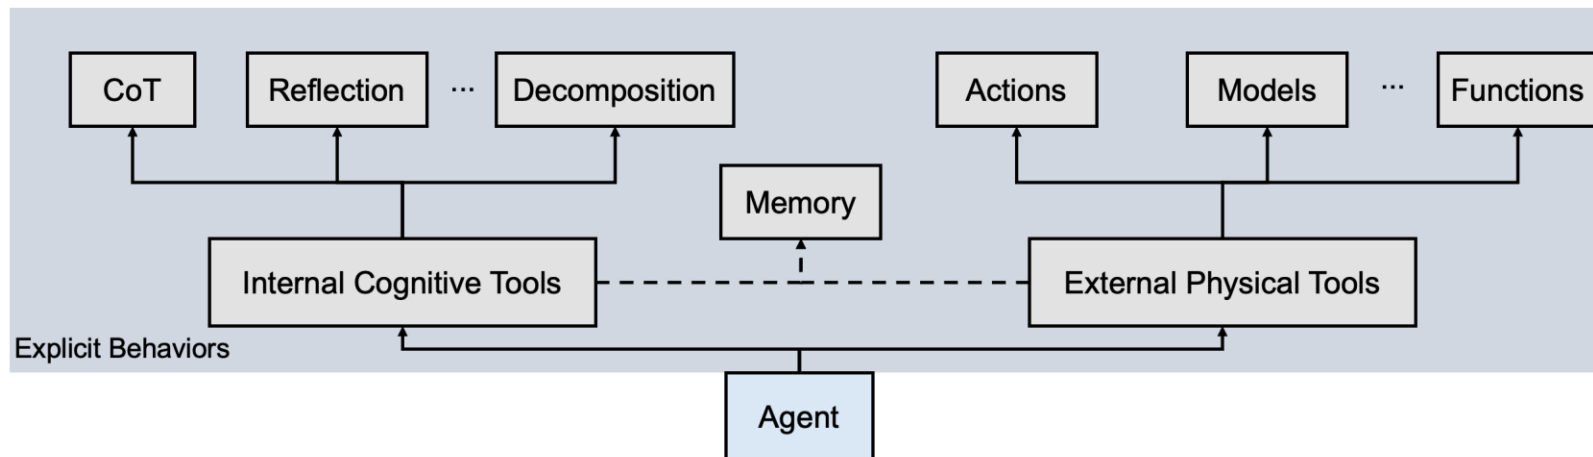 CoT
Reflection
...
Decomposition
Actions
Models
...
Functions
Memory
Internal Cognitive Tools
External Physical Tools
Explicit Behaviors
Agent